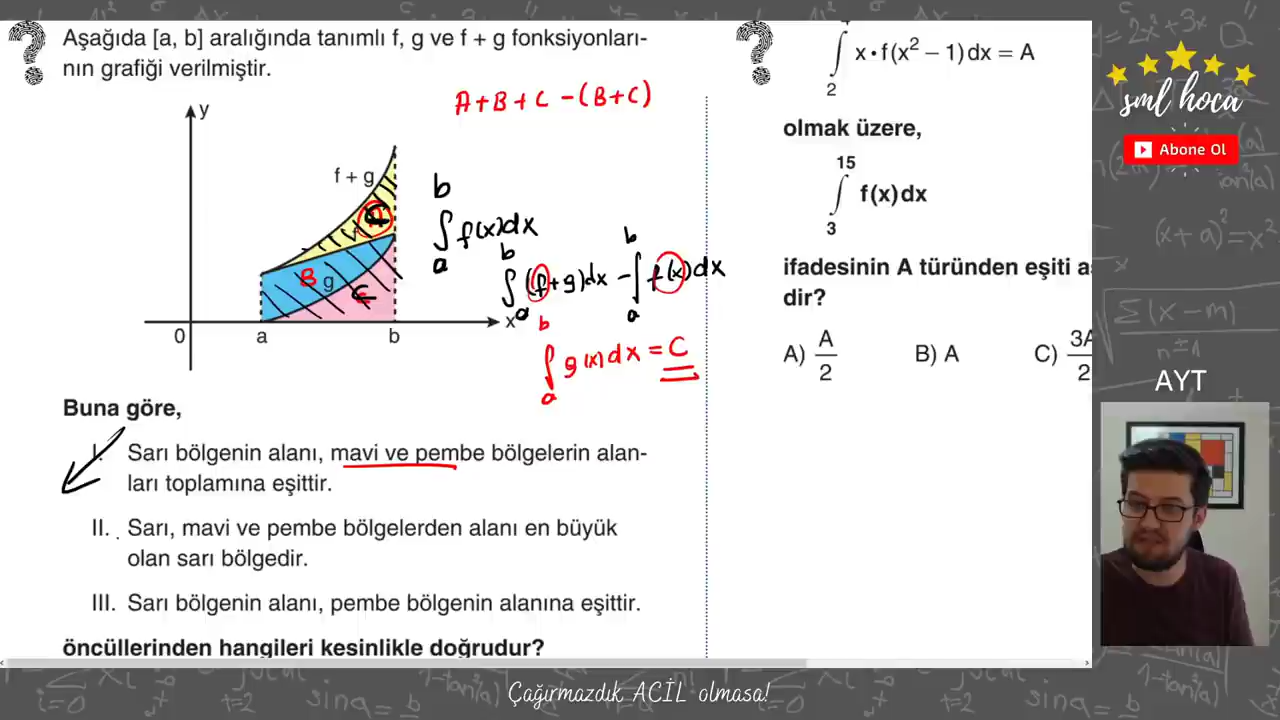 Aşağıda [a, b] aralığında tanımlı f, g ve f + g fonksiyonları-
nın grafiği verilmiştir.
A+B+C-(B+C)
y
f + g
g
B
C
0
a
b
x
b
∫ f(x)dx
a
b
∫ (f+g)dx - ∫ f(x)dx
a
b
a
b
∫ g(x)dx = C
a
Buna göre,
I. Sarı bölgenin alanı, mavi ve pembe bölgelerin alan-
ları toplamına eşittir.
II. Sarı, mavi ve pembe bölgelerden alanı en büyük
olan sarı bölgedir.
III. Sarı bölgenin alanı, pembe bölgenin alanına eşittir.
öncüllerinden hangileri kesinlikle doğrudur?
∫ x•f(x² – 1)dx = A
2
olmak üzere,
15
∫ f(x)dx
3
ifadesinin A türünden eşiti a
dir?
A) A/2 B) A C) 3A/2
sml hoca
Abone Ol
AYT
Çağırmazdık ACİL olmasa!